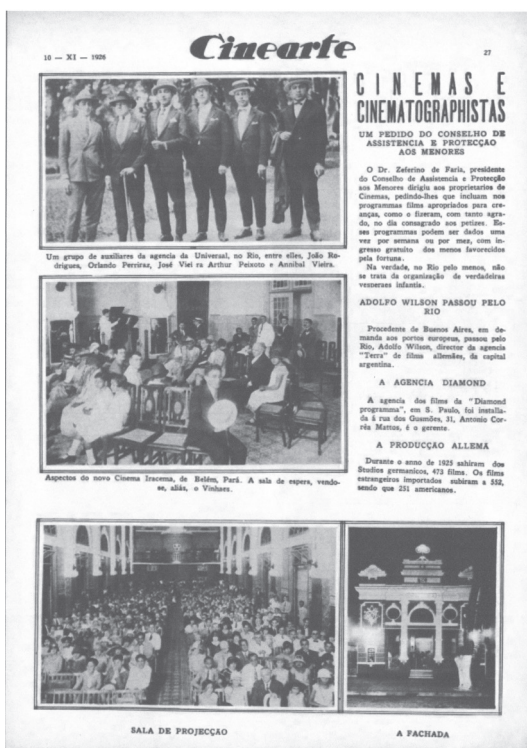 10 — XI — 1926
Cinearte
27
Um grupo de auxiliares da agencia da Universal, no Rio, entre elles, João Ro-
drigues, Orlando Perriraz, José Viei ra Arthur Peixoto e Annibal Vieira.
Aspectos do novo Cinema Iracema, de Belém, Pará. A sala de espera, vendo-
se, aliás, o Vinhaes.
CINEMAS E
CINEMATOGRAPHISTAS
UM PEDIDO DO CONSELHO DE
ASSISTENCIA E PROTECÇÃO
AOS MENORES
O Dr. Zeferino de Faria, presidente
do Conselho de Assistencia e Protecção
aos Menores dirigiu aos proprietarios de
Cinemas, pedindo-lhes que incluam nos
programmas films apropriados para cre-
anças, como o fizeram, com tanto agra-
do, no dia consagrado aos petizes. Es-
ses programmas podem ser dados uma
vez por semana ou por mez, com in-
gresso gratuito dos menos favorecidos
pela fortuna.
Na verdade, no Rio pelo menos, não
se trata da organização de verdadeiras
vesperaes infantis.
ADOLFO WILSON PASSOU PELO
RIO
Procedente de Buenos Aires, em de-
manda aos portos europeus, passou pelo
Rio, Adolfo Wilson, director da agencia
"Terra" de films allemães, da capital
argentina.
A AGENCIA DIAMOND
A agencia dos films da "Diamond
programma", em S. Paulo, foi installa-
da á rua dos Gusmões, 31, Antonio Cor-
rêa Mattos, é o gerente.
A PRODUCÇÃO ALLEMÃ
Durante o anno de 1925 sahiram dos
Studios germanicos, 473 films. Os films
estrangeiros importados subiram a 552,
sendo que 251 americanos.
SALA DE PROJECÇÃO
A FACHADA